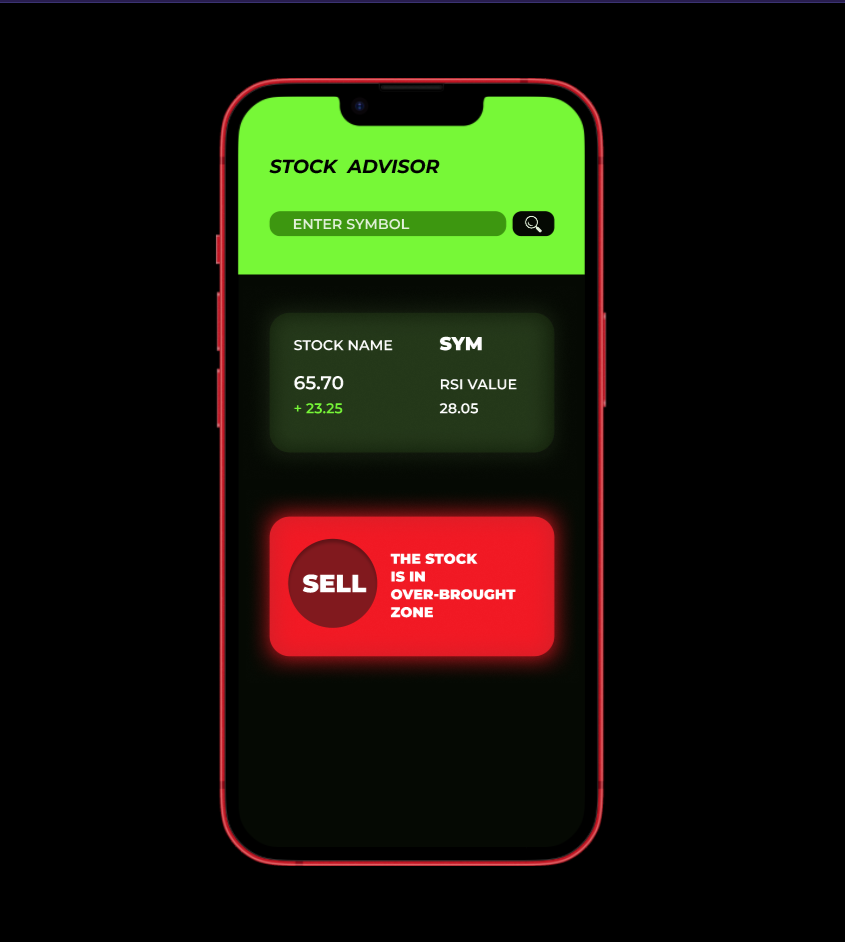 STOCK ADVISOR
ENTER SYMBOL
STOCK NAME
SYM
65.70
RSI VALUE
+ 23.25
28.05
SELL
THE STOCK
IS IN
OVER-BROUGHT
ZONE